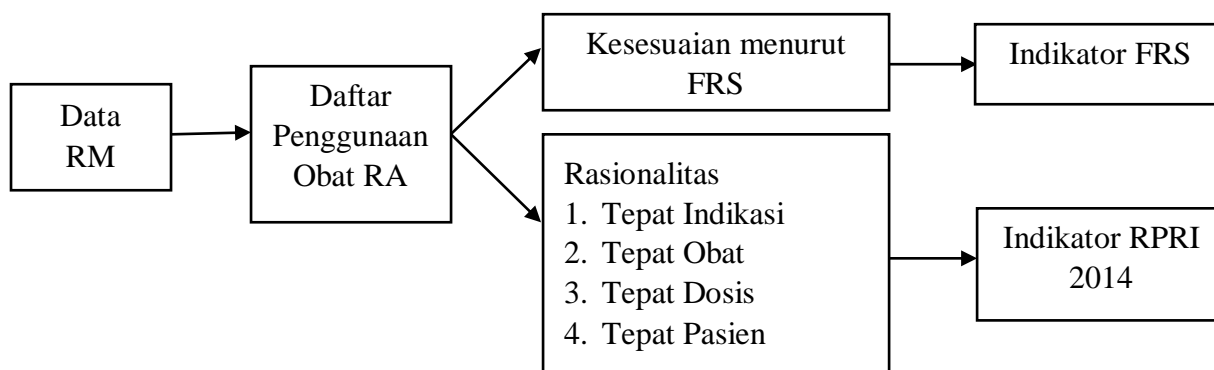 Data
RM
Daftar
Penggunaan
Obat RA
Kesesuaian menurut
FRS
Indikator FRS
Rasionalitas
1. Tepat Indikasi
2. Tepat Obat
3. Tepat Dosis
4. Tepat Pasien
Indikator RPRI
2014